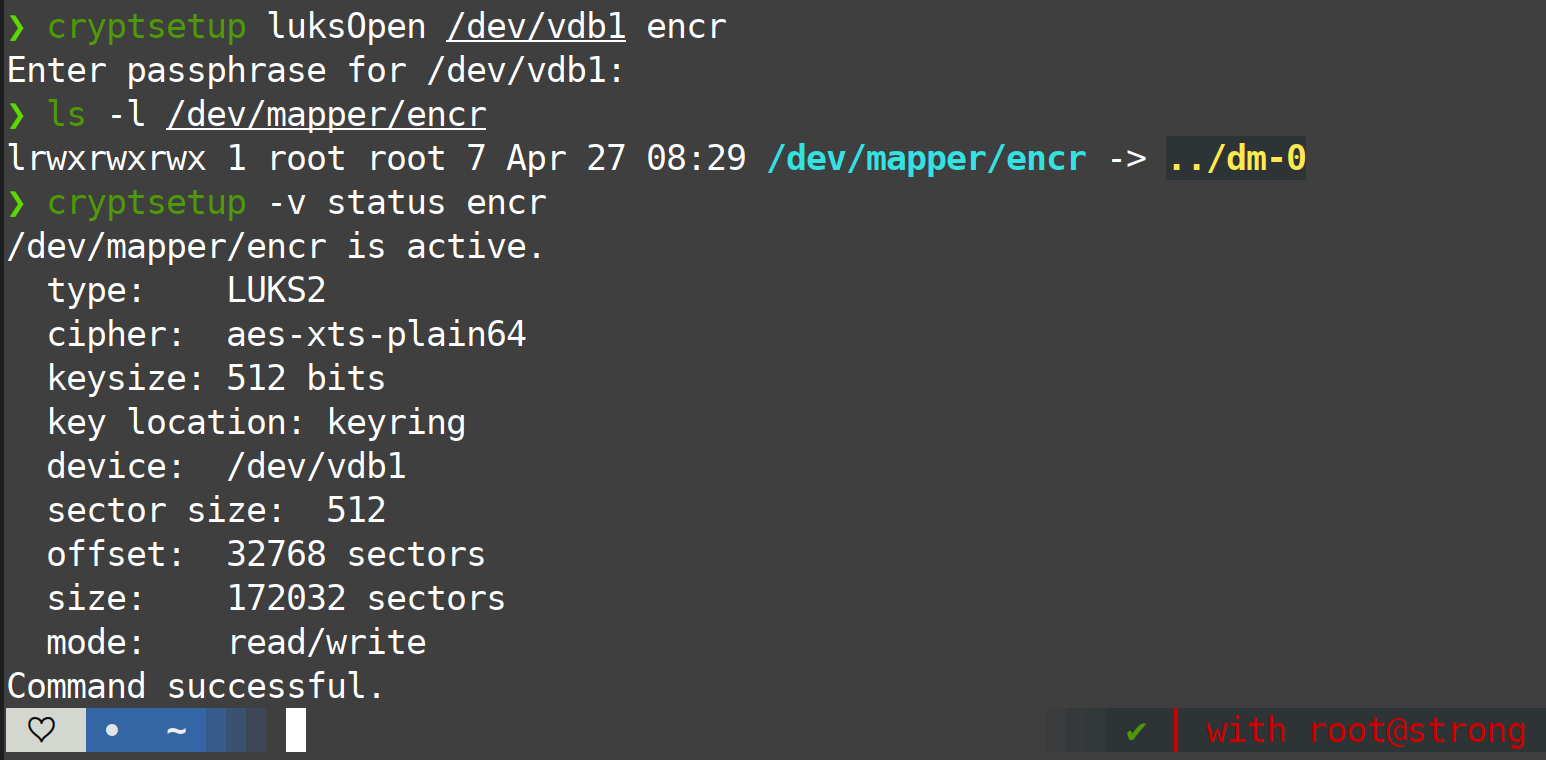 ❯ cryptsetup luksOpen /dev/vdb1 encr
Enter passphrase for /dev/vdb1:
❯ ls -l /dev/mapper/encr
lrwxrwxrwx 1 root root 7 Apr 27 08:29 /dev/mapper/encr -> ../dm-0
❯ cryptsetup -v status encr
/dev/mapper/encr is active.
  type:    LUKS2
  cipher:  aes-xts-plain64
  keysize: 512 bits
  key location: keyring
  device:  /dev/vdb1
  sector size:  512
  offset:  32768 sectors
  size:    172032 sectors
  mode:    read/write
Command successful.
♡ • ~ ✔ | with root@strong